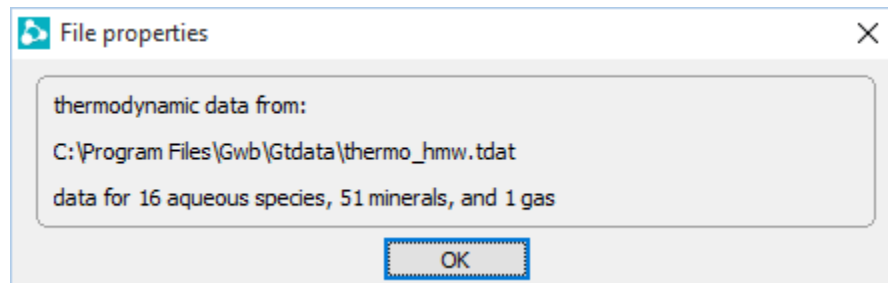 File properties
thermodynamic data from:
C:\Program Files\Gwb\Gtdata\thermo_hmw.tdat
data for 16 aqueous species, 51 minerals, and 1 gas
OK